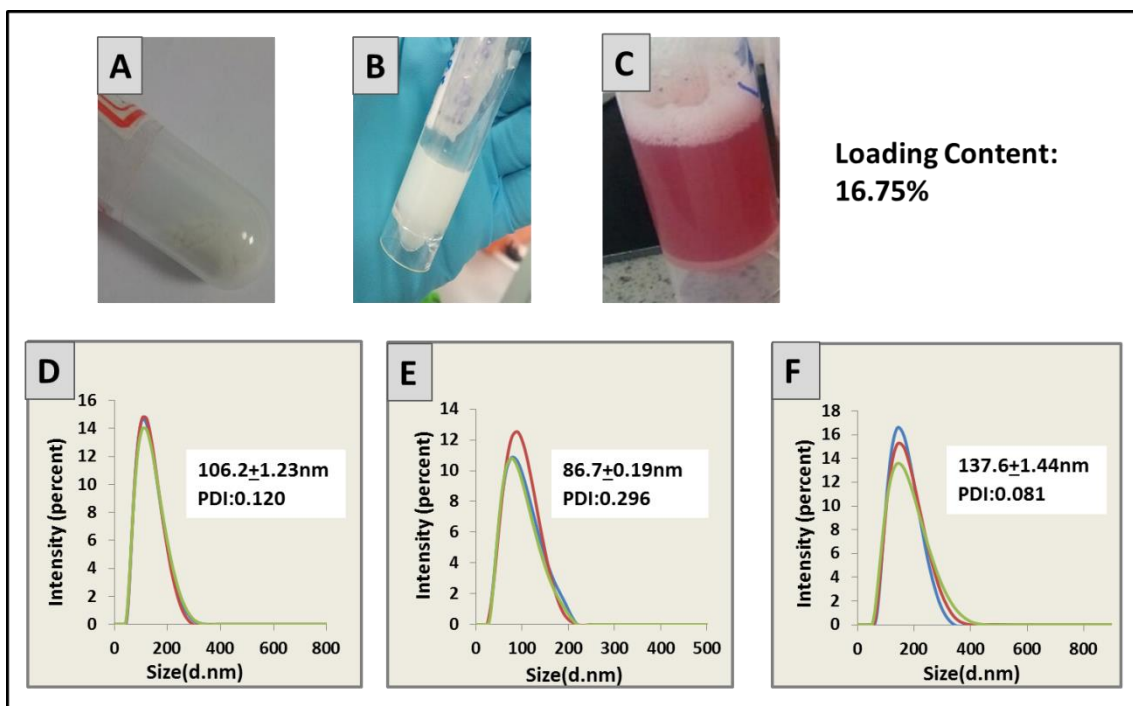 A
B
C
Loading Content:
16.75%
D
Intensity (percent)
16
14
12
10
8
6
4
2
0
106.2±1.23nm
PDI:0.120
0 200 400 600 800
Size(d.nm)
E
Intensity (percent)
14
12
10
8
6
4
2
0
86.7±0.19nm
PDI:0.296
0 100 200 300 400 500
Size(d.nm)
F
Intensity (percent)
18
16
14
12
10
8
6
4
2
0
137.6±1.44nm
PDI:0.081
0 200 400 600 800
Size(d.nm)